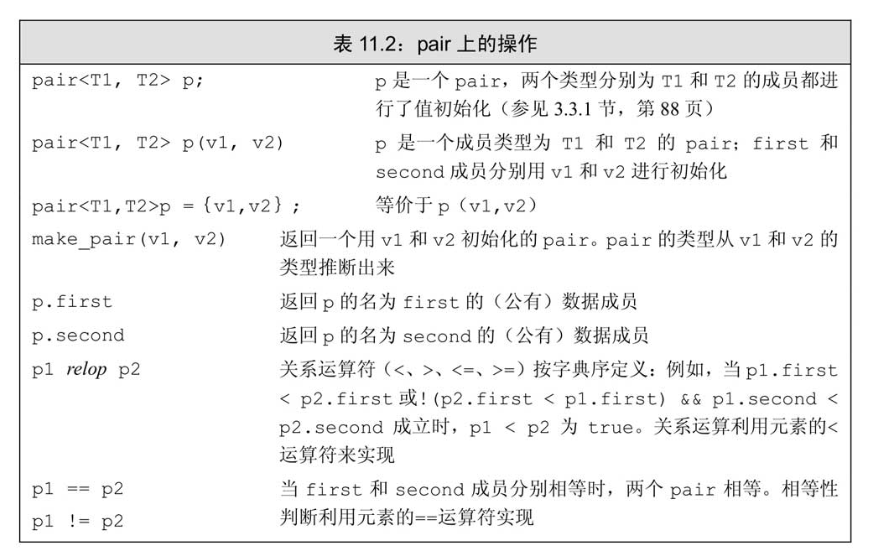 表 11.2：pair 上的操作
pair<T1, T2> p; p 是一个 pair，两个类型分别为 T1 和 T2 的成员都进
行了值初始化（参见 3.3.1 节，第 88 页）
pair<T1, T2> p(v1, v2) p 是一个成员类型为 T1 和 T2 的 pair；first 和
second 成员分别用 v1 和 v2 进行初始化
pair<T1,T2>p = {v1,v2} ; 等价于 p（v1,v2）
make_pair(v1, v2) 返回一个用 v1 和 v2 初始化的 pair。pair 的类型从 v1 和 v2 的
类型推断出来
p.first 返回 p 的名为 first 的（公有）数据成员
p.second 返回 p 的名为 second 的（公有）数据成员
p1 relop p2 关系运算符（<、>、<=、>=）按字典序定义：例如，当 p1.first
< p2.first 或!(p2.first < p1.first) && p1.second <
p2.second 成立时，p1 < p2 为 true。关系运算利用元素的<
运算符来实现
p1 == p2 当 first 和 second 成员分别相等时，两个 pair 相等。相等性
p1 != p2 判断利用元素的==运算符实现